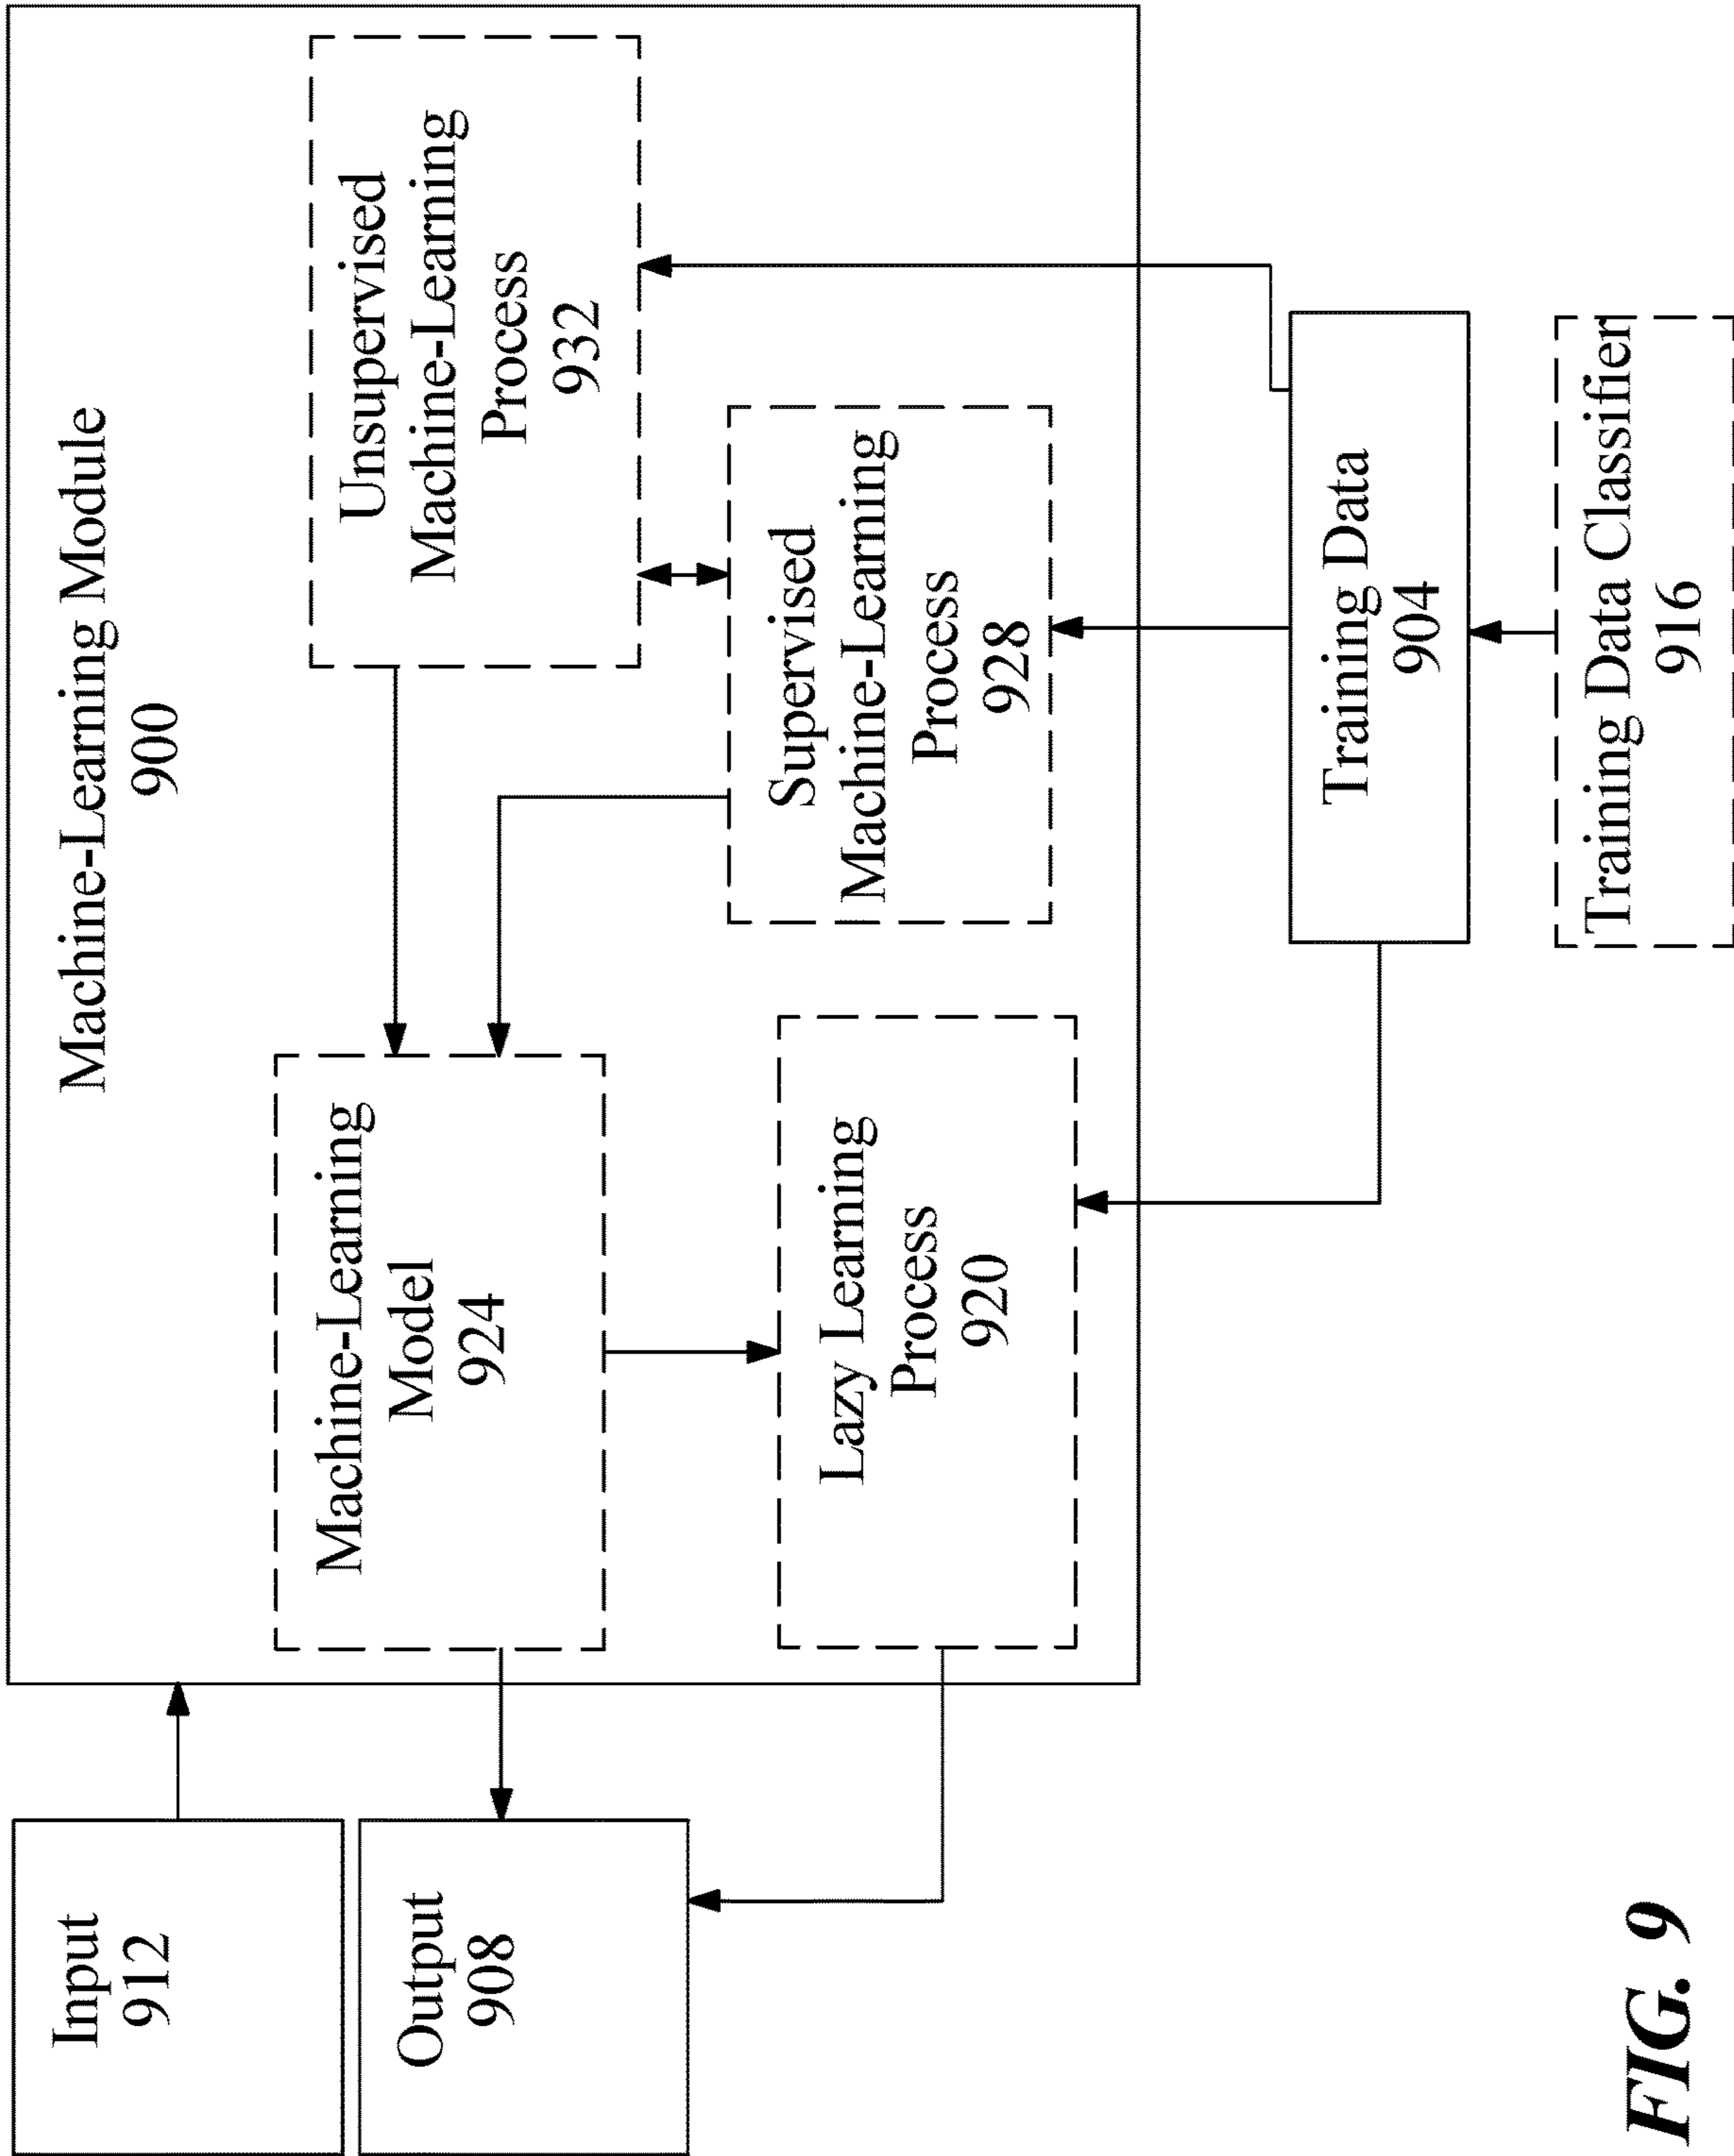 Machine-Learning Module
900
Input
912
Output
908
Machine-Learning
Model
924
Unsupervised
Machine-Learning
Process
932
Lazy Learning
Process
920
Supervised
Machine-Learning
Process
928
Training Data
904
Training Data Classifier
916
FIG. 9